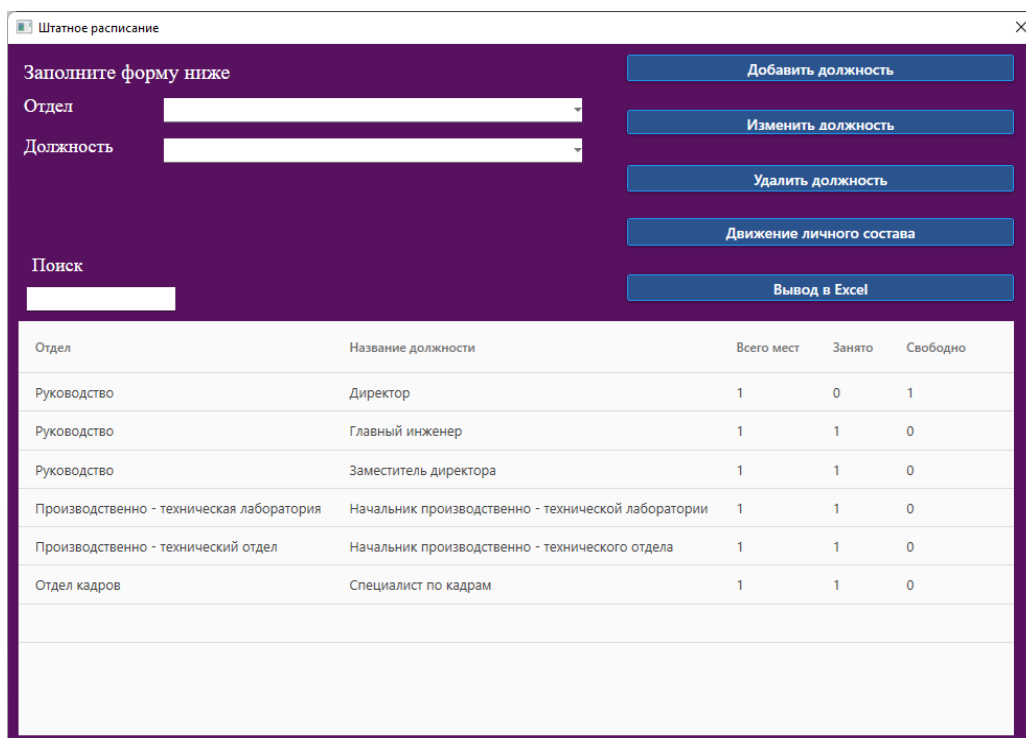 Штатное расписание
Заполните форму ниже
Отдел
Должность
Поиск
Добавить должность
Изменить должность
Удалить должность
Движение личного состава
Вывод в Excel
Отдел Название должности Всего мест Занято Свободно
Руководство Директор 1 0 1
Руководство Главный инженер 1 1 0
Руководство Заместитель директора 1 1 0
Производственно - техническая лаборатория Начальник производственно - технической лаборатории 1 1 0
Производственно - технический отдел Начальник производственно - технического отдела 1 1 0
Отдел кадров Специалист по кадрам 1 1 0